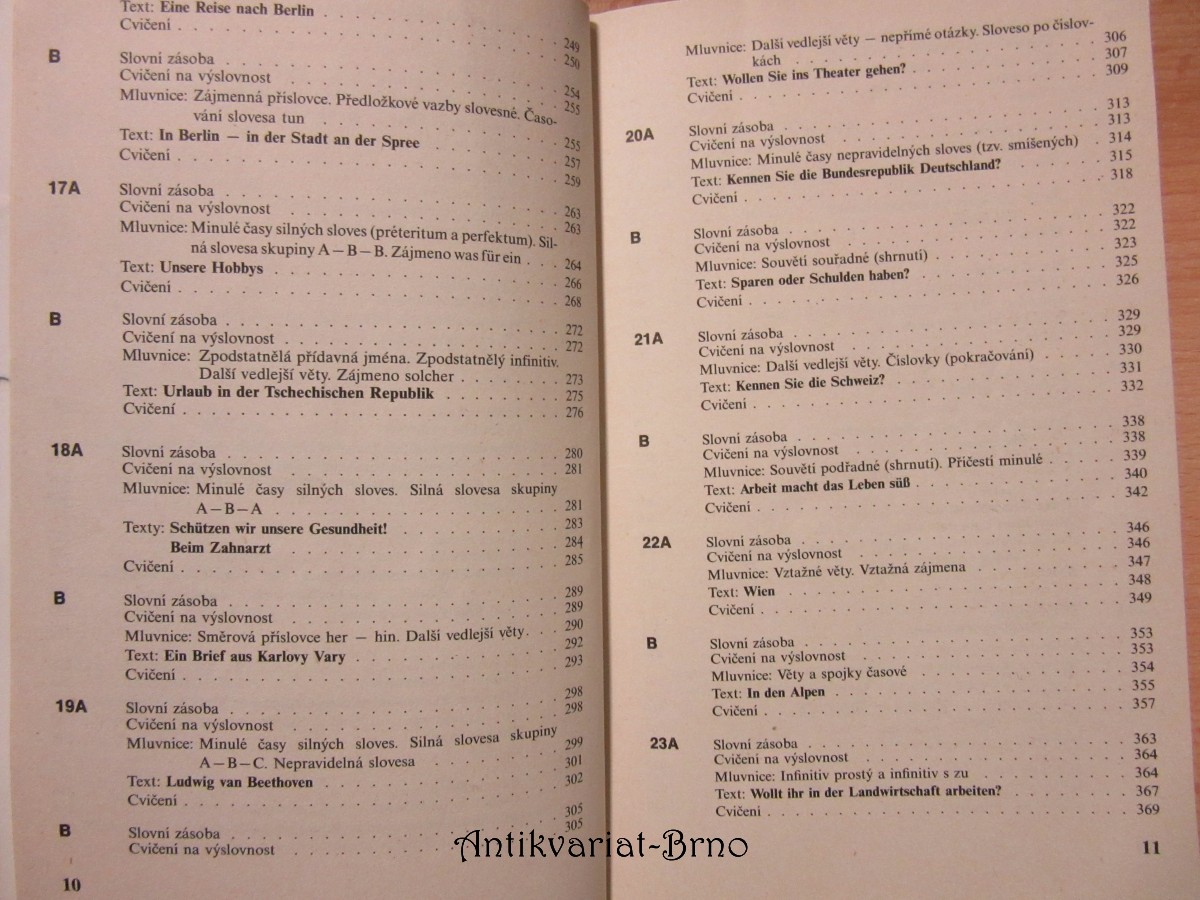 Text: Eine Reise nach Berlin . . . 249
Cvičení . . . 250
B Slovní zásoba . . . 254
Cvičení na výslovnost . . . 255
Mluvnice: Zájmenná příslovce. Předložkové vazby slovesné. Časo-
vání slovesa tun . . . 255
Text: In Berlin — in der Stadt an der Spree . . . 257
Cvičení . . . 259
17A Slovní zásoba . . . 263
Cvičení na výslovnost . . . 263
Mluvnice: Minulé časy silných sloves (préteritum a perfektum). Sil-
ná slovesa skupiny A—B—B. Zájmeno was für ein . . . 264
Text: Unsere Hobbys . . . 266
Cvičení . . . 268
B Slovní zásoba . . . 272
Cvičení na výslovnost . . . 272
Mluvnice: Zpodstatnělá přídavná jména. Zpodstatnělý infinitiv.
Další vedlejší věty. Zájmeno solcher . . . 273
Text: Urlaub in der Tschechischen Republik . . . 275
Cvičení . . . 276
18A Slovní zásoba . . . 280
Cvičení na výslovnost . . . 281
Mluvnice: Minulé časy silných sloves. Silná slovesa skupiny
A—B—A . . . 281
Texty: Schützen wir unsere Gesundheit! . . . 283
Beim Zahnarzt . . . 284
Cvičení . . . 285
B Slovní zásoba . . . 289
Cvičení na výslovnost . . . 289
Mluvnice: Směrová příslovce her — hin. Další vedlejší věty. . . 290
Text: Ein Brief aus Karlovy Vary . . . 292
Cvičení . . . 293
19A Slovní zásoba . . . 298
Cvičení na výslovnost . . . 298
Mluvnice: Minulé časy silných sloves. Silná slovesa skupiny
A—B—C. Nepravidelná slovesa . . . 299
Text: Ludwig van Beethoven . . . 301
Cvičení . . . 302
B Slovní zásoba . . . 305
Cvičení na výslovnost . . . 305
10
Mluvnice: Další vedlejší věty — nepřímé otázky. Sloveso po číslov-
kách . . . 306
Text: Wollen Sie ins Theater gehen? . . . 307
Cvičení . . . 309
20A Slovní zásoba . . . 313
Cvičení na výslovnost . . . 313
Mluvnice: Minulé časy nepravidelných sloves (tzv. smíšených) . 314
Text: Kennen Sie die Bundesrepublik Deutschland? . . . 315
Cvičení . . . 318
B Slovní zásoba . . . 322
Cvičení na výslovnost . . . 322
Mluvnice: Souvětí souřadné (shrnutí) . . . 323
Text: Sparen oder Schulden haben? . . . 325
Cvičení . . . 326
21A Slovní zásoba . . . 329
Cvičení na výslovnost . . . 329
Mluvnice: Další vedlejší věty. Číslovky (pokračování) . . . 330
Text: Kennen Sie die Schweiz? . . . 331
Cvičení . . . 332
B Slovní zásoba . . . 338
Cvičení na výslovnost . . . 338
Mluvnice: Souvětí podřadné (shrnutí). Příčestí minulé . . . 339
Text: Arbeit macht das Leben süß . . . 340
Cvičení . . . 342
22A Slovní zásoba . . . 346
Cvičení na výslovnost . . . 346
Mluvnice: Vztažné věty. Vztažná zájmena . . . 347
Text: Wien . . . 348
Cvičení . . . 349
B Slovní zásoba . . . 353
Cvičení na výslovnost . . . 353
Mluvnice: Věty a spojky časové . . . 354
Text: In den Alpen . . . 355
Cvičení . . . 357
23A Slovní zásoba . . . 363
Cvičení na výslovnost . . . 364
Mluvnice: Infinitiv prostý a infinitiv s zu . . . 364
Text: Wollt ihr in der Landwirtschaft arbeiten? . . . 367
Cvičení . . . 369
11
Antikvariat-Brno